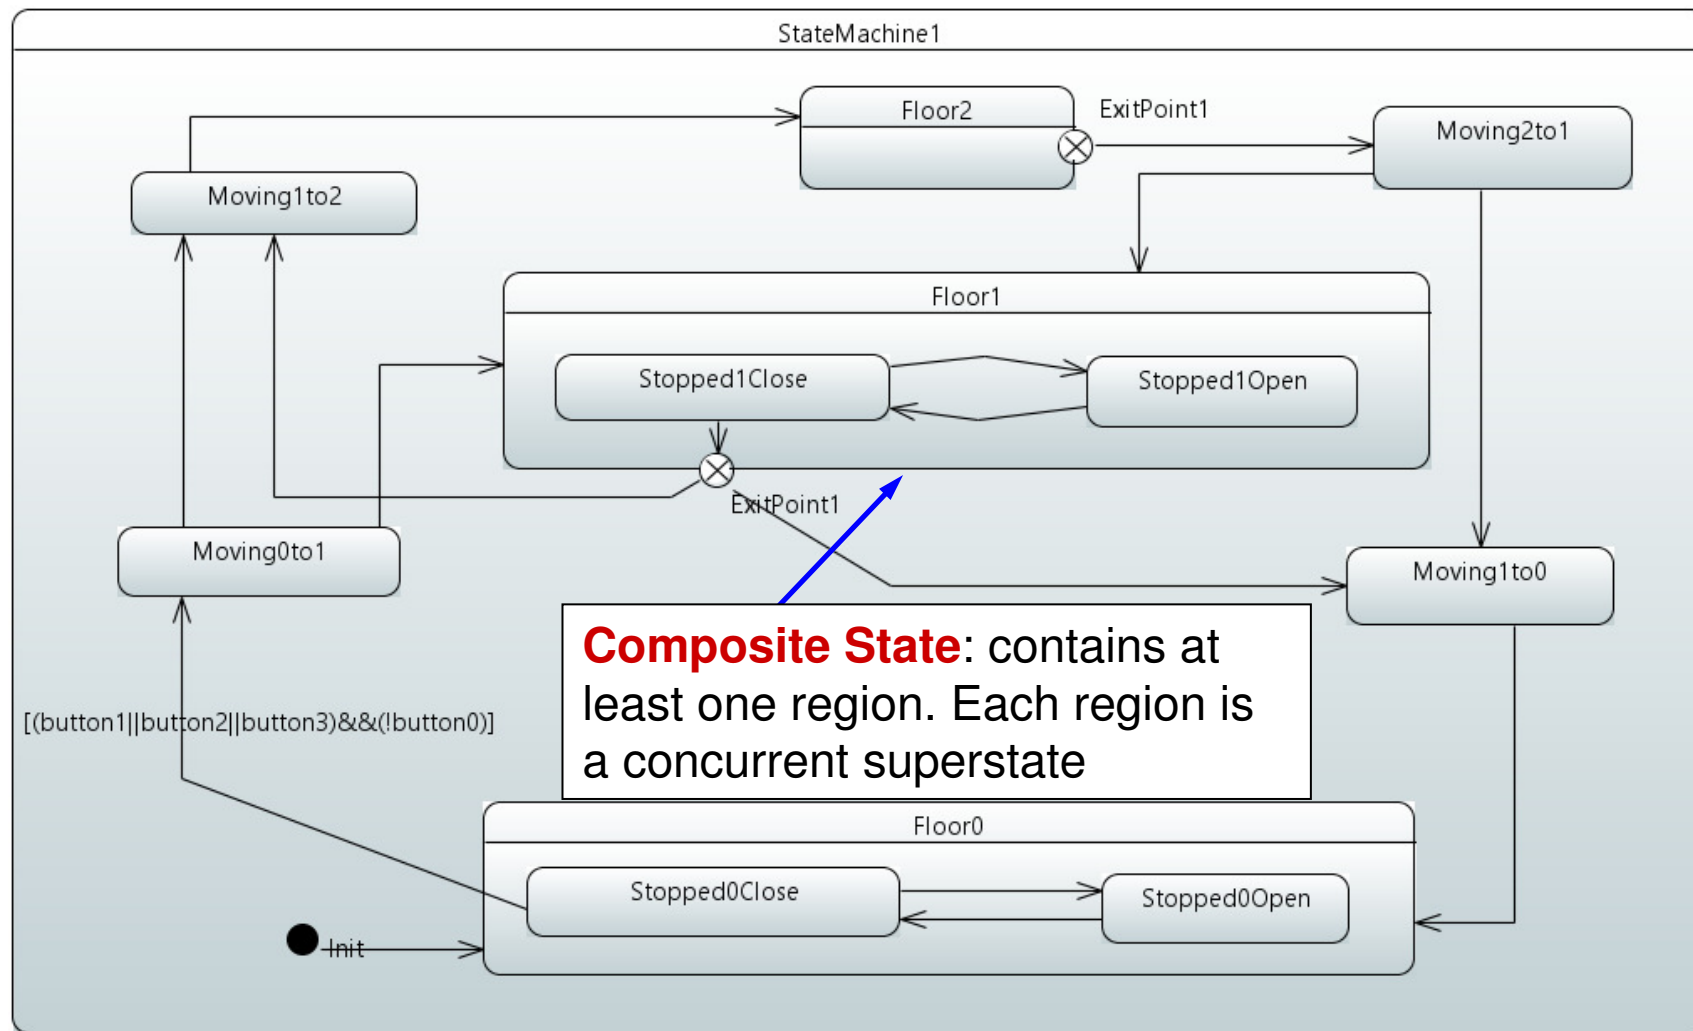 StateMachine1
Floor2
ExitPoint1
Moving2to1
Moving1to2
Floor1
Stopped1Close
Stopped1Open
ExitPoint1
Moving0to1
Moving1to0
Composite State: contains at
least one region. Each region is
a concurrent superstate
[(button1||button2||button3)&&(!button0)]
Floor0
Stopped0Close
Stopped0Open
Init